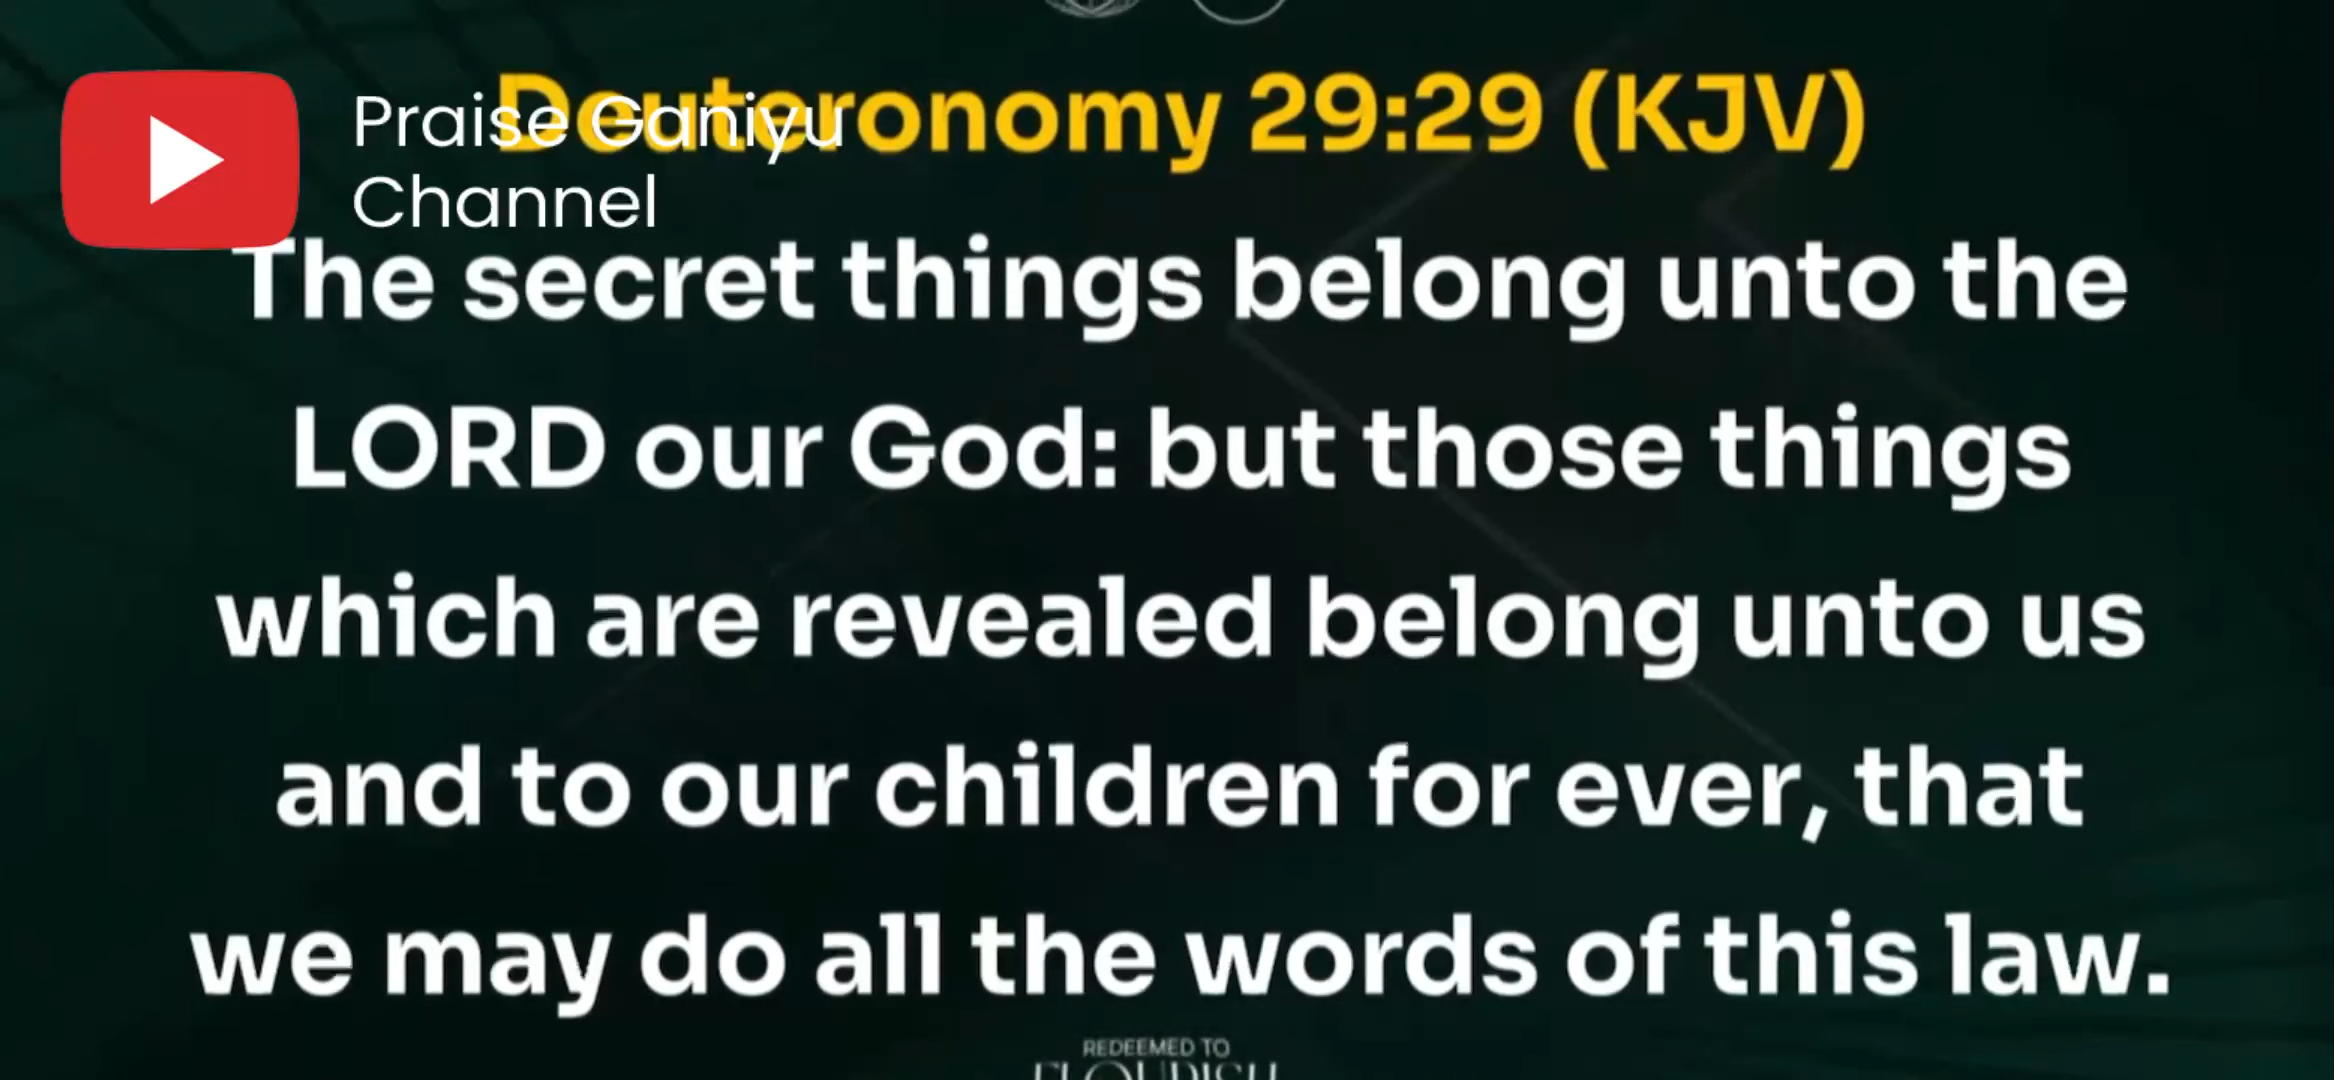 Deuteronomy 29:29 (KJV)
Praise Ganiyu
Channel
The secret things belong unto the
LORD our God: but those things
which are revealed belong unto us
and to our children for ever, that
we may do all the words of this law.
REDEEMED TO
FLOURISH